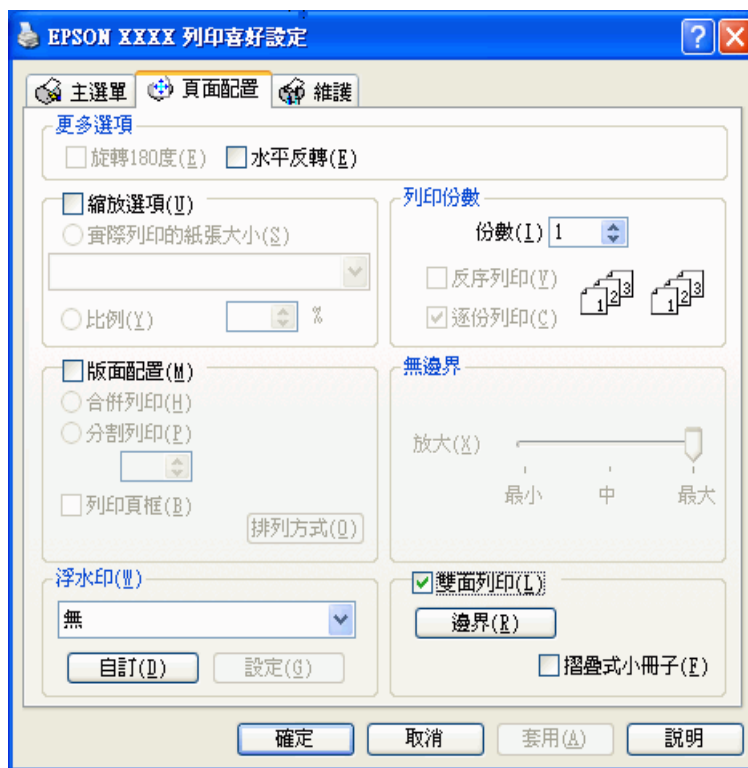 EPSON XXXX 列印喜好設定
主選單 頁面配置 維護
更多選項
旋轉180度(E) 水平反轉(E)
縮放選項(U)
實際列印的紙張大小(S)
比例(Y) %
列印份數
份數(I) 1
反序列印(V)
逐份列印(C)
1 2 3 1 2 3
版面配置(M)
合併列印(H)
分割列印(P)
列印頁框(B)
排列方式(O)
無邊界
放大(X)
最小 中 最大
浮水印(W)
無
自訂(D) 設定(G)
雙面列印(L)
邊界(R)
摺疊式小冊子(F)
確定 取消 套用(A) 說明